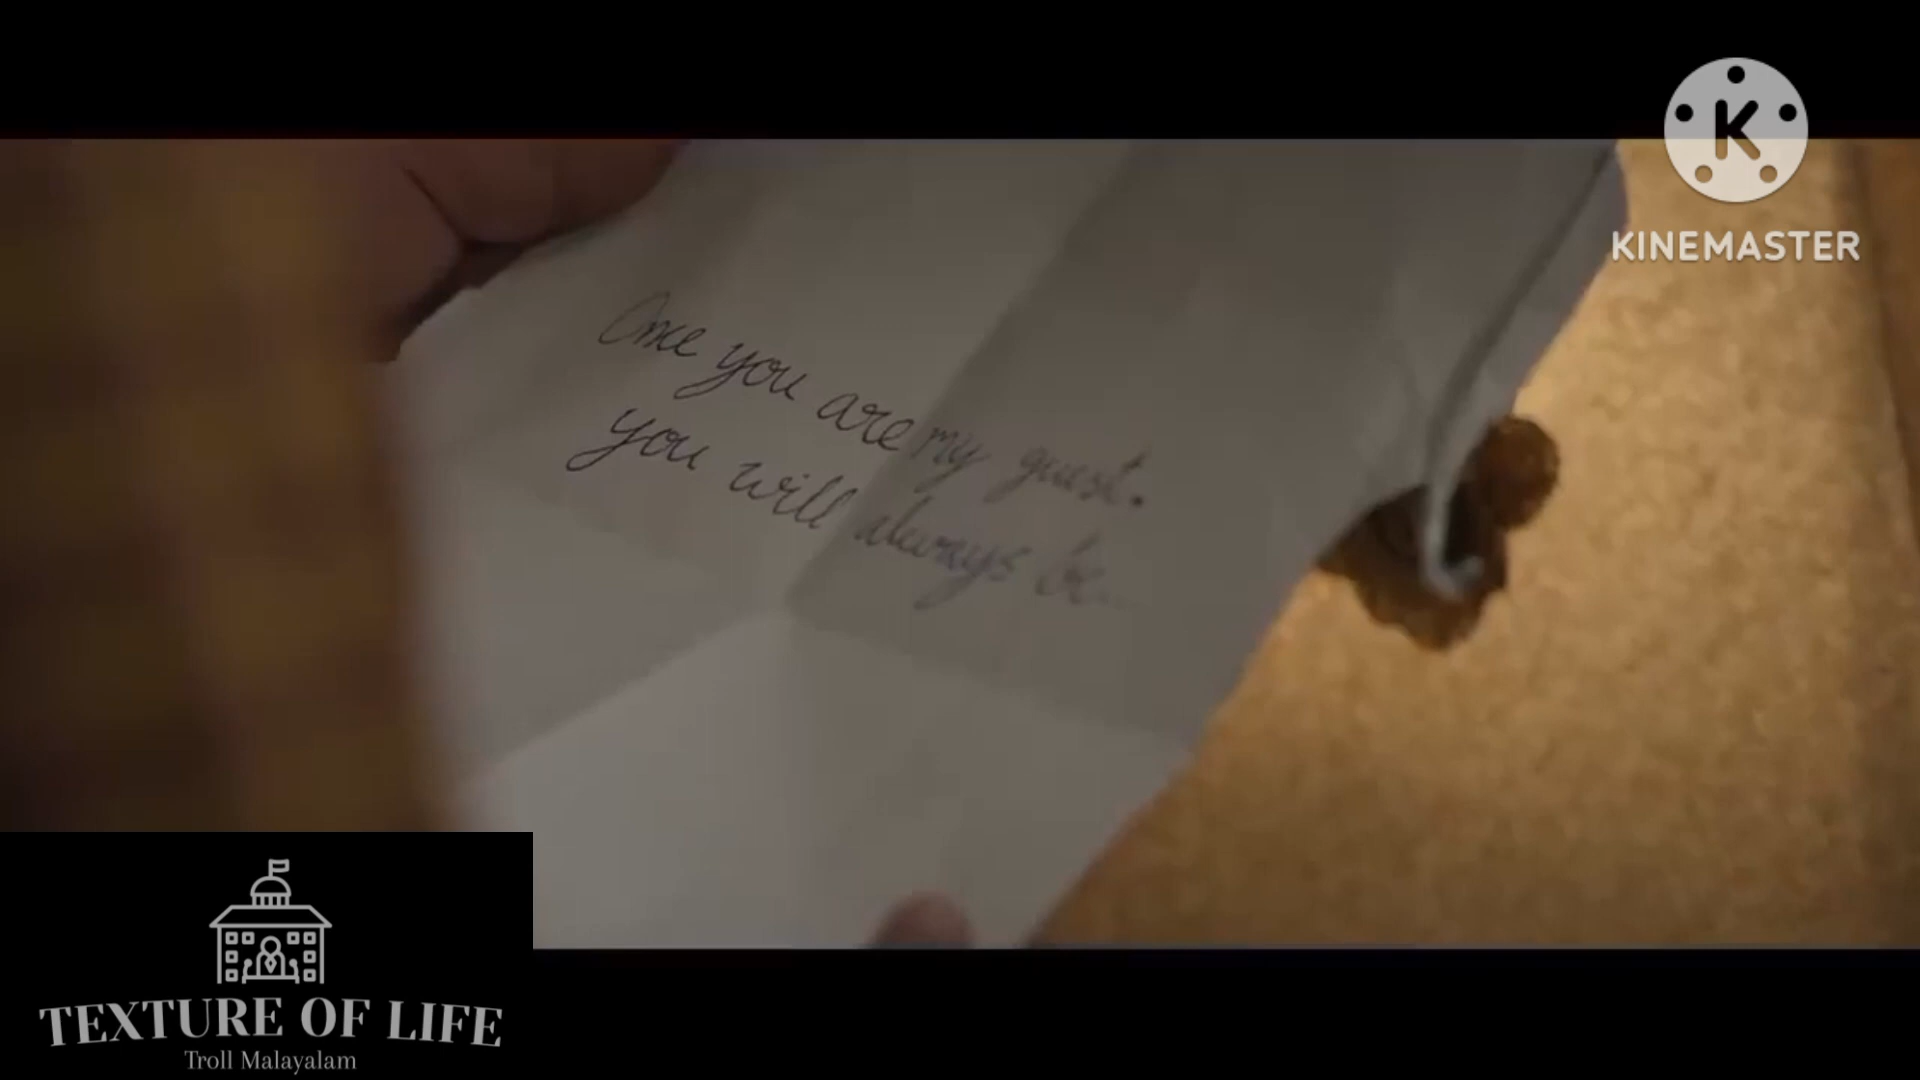 K
KINEMASTER
Once you are my guest.
you will always be...
TEXTURE OF LIFE
Troll Malayalam